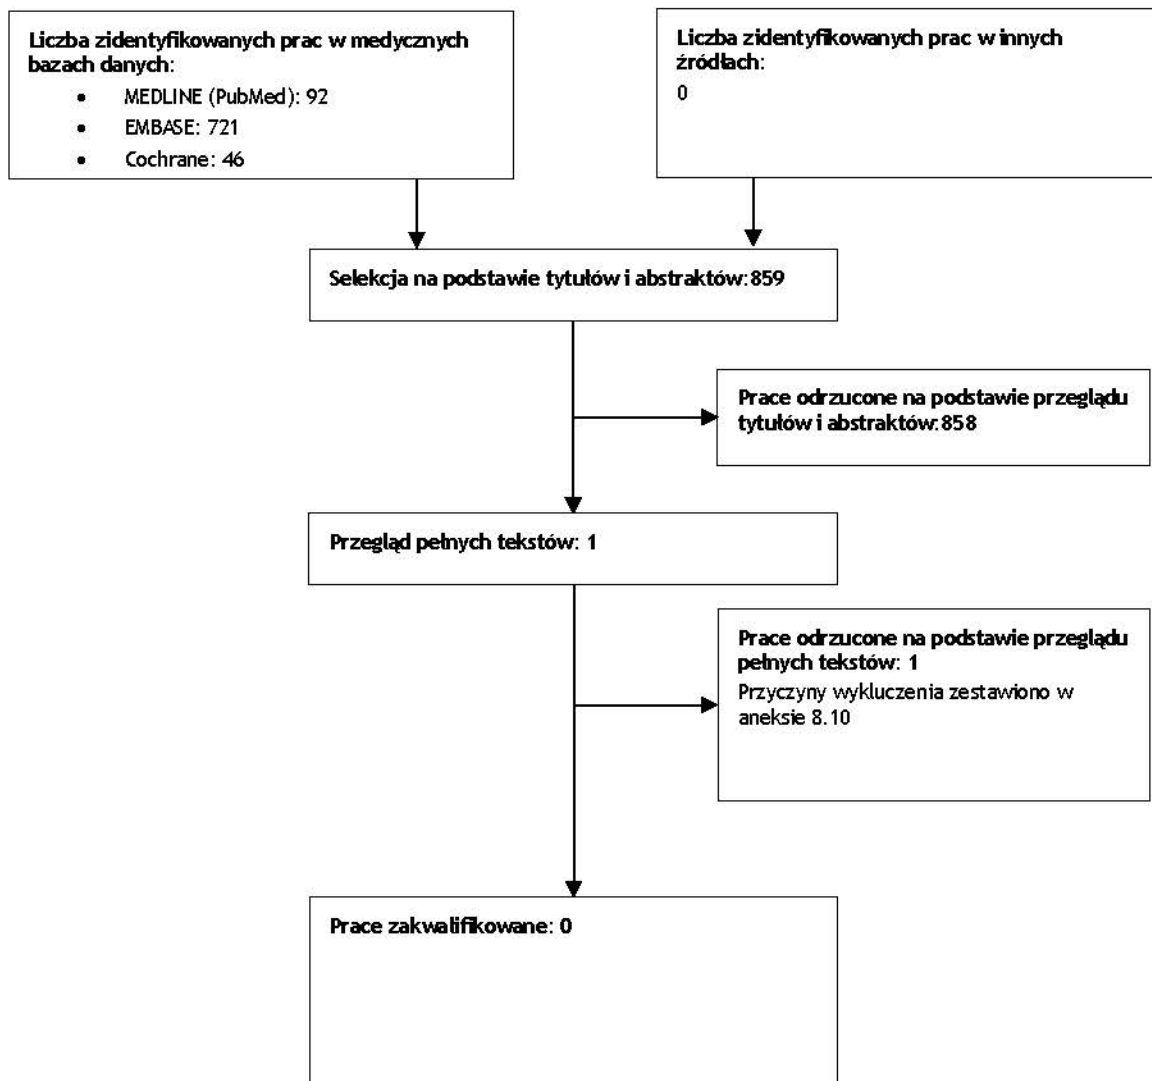 Liczba zidentyfikowanych prac w medycznych
bazach danych:
• MEDLINE (PubMed): 92
• EMBASE: 721
• Cochrane: 46
Liczba zidentyfikowanych prac w innych
źródłach:
0
Selekcja na podstawie tytułów i abstraktów:859
Prace odrzucone na podstawie przeglądu
tytułów i abstraktów:858
Przegląd pełnych tekstów: 1
Prace odrzucone na podstawie przeglądu
pełnych tekstów: 1
Przyczyny wykluczenia zestawiono w
aneksie 8.10
Prace zakwalifikowane: 0